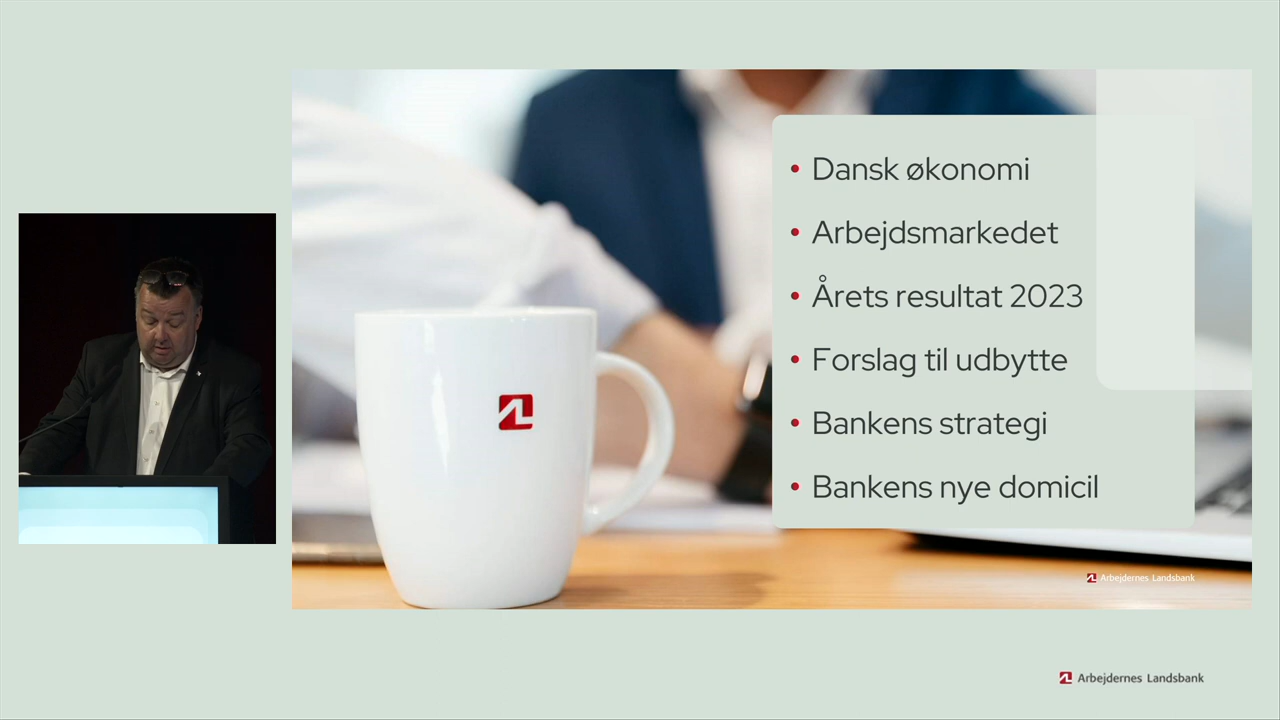 Dansk økonomi
Arbejdsmarkedet
Årets resultat 2023
Forslag til udbytte
Bankens strategi
Bankens nye domicil
Arbejdernes Landsbank
Arbejdernes Landsbank